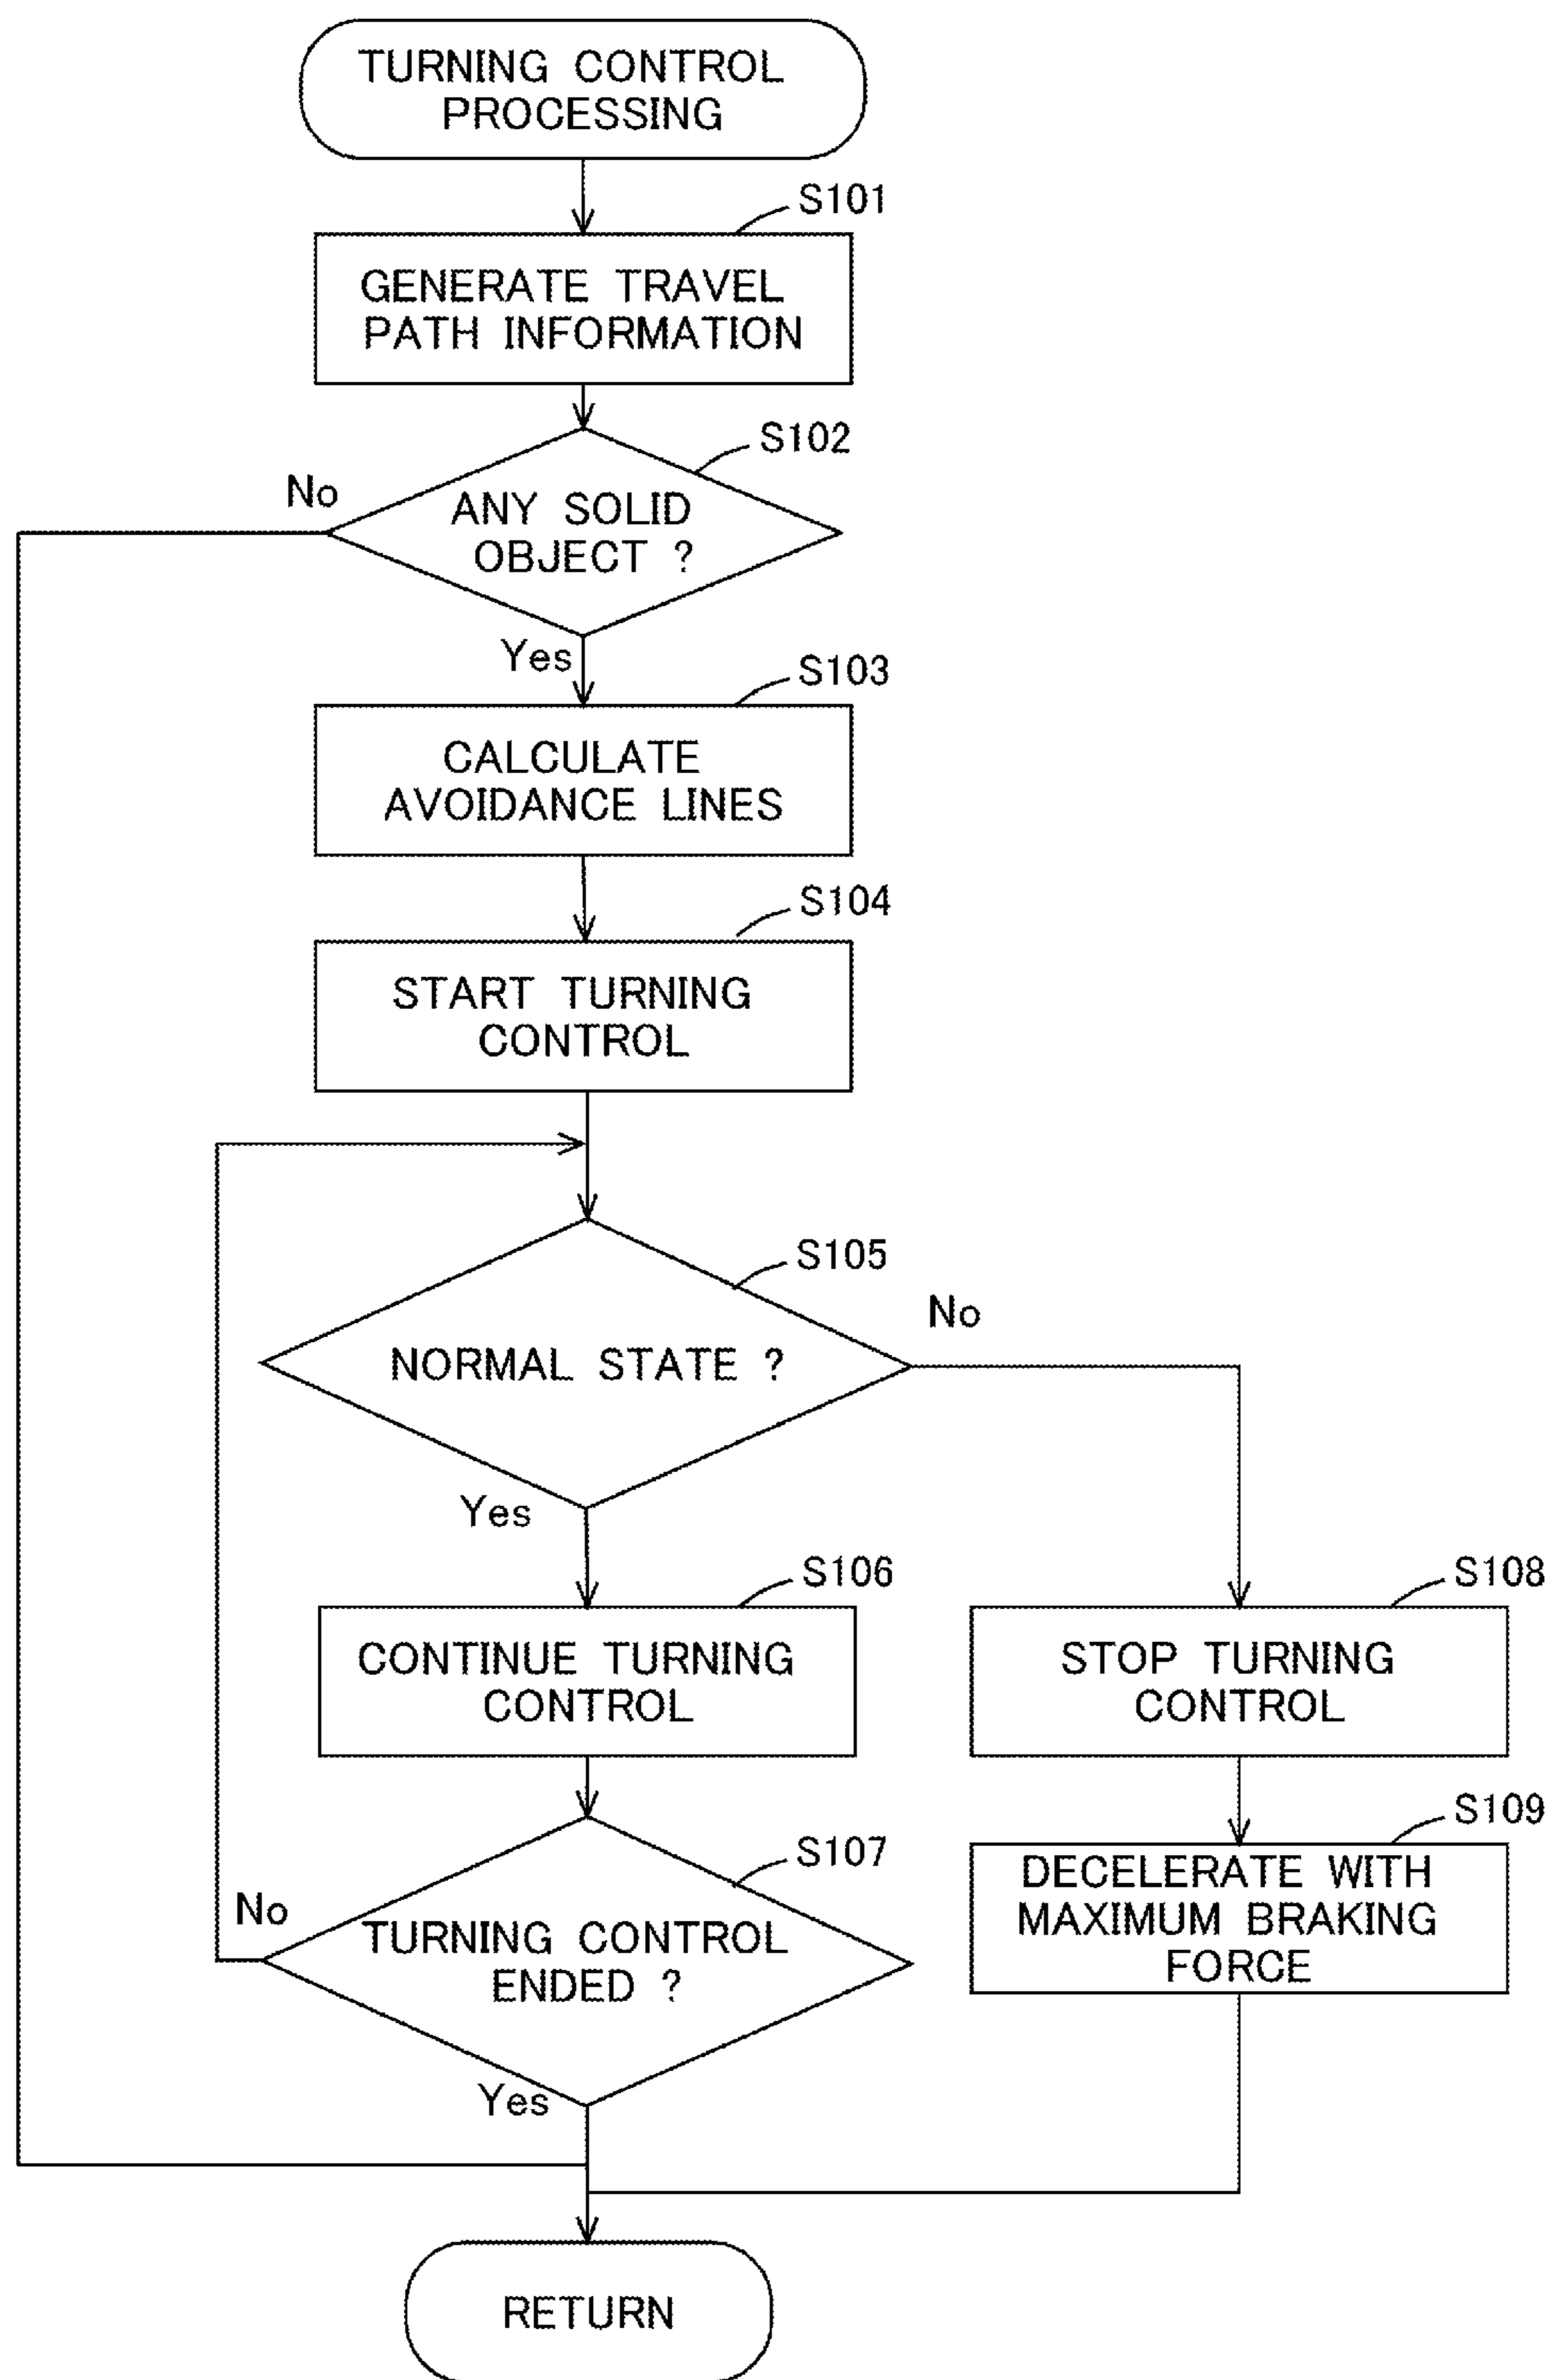 TURNING CONTROL
PROCESSING
S101
GENERATE TRAVEL
PATH INFORMATION
S102
No
ANY SOLID
OBJECT ?
Yes
S103
CALCULATE
AVOIDANCE LINES
S104
START TURNING
CONTROL
S105
No
NORMAL STATE ?
Yes
S106
CONTINUE TURNING
CONTROL
S108
STOP TURNING
CONTROL
S107
No
TURNING CONTROL
ENDED ?
Yes
S109
DECELERATE WITH
MAXIMUM BRAKING
FORCE
RETURN